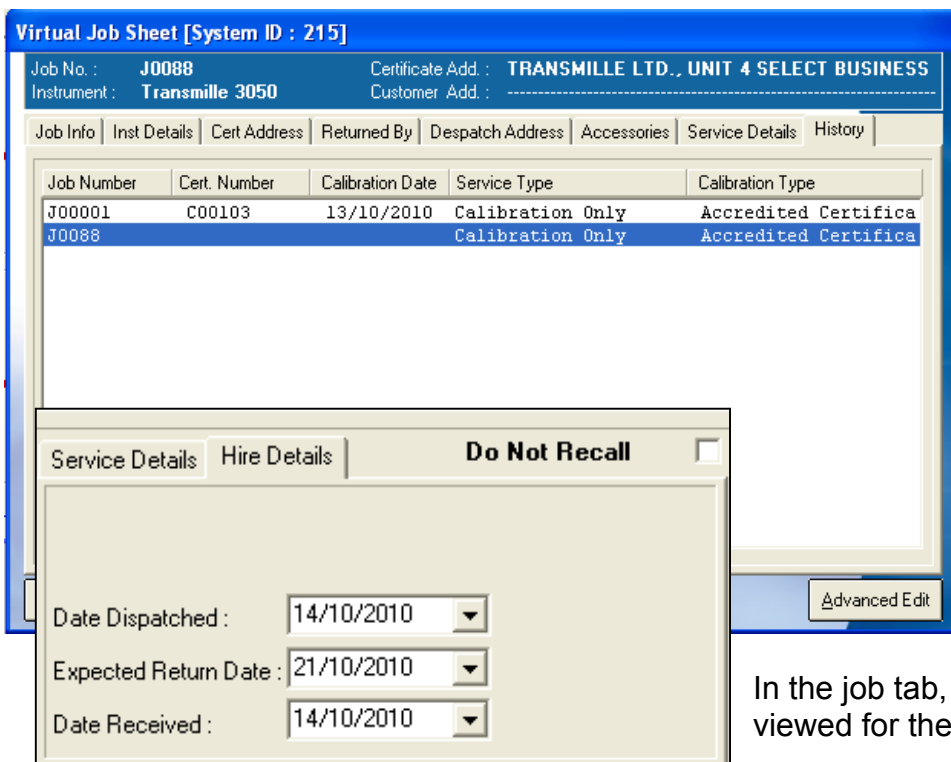 Virtual Job Sheet [System ID : 215]
Job No. : J0088 Certificate Add. : TRANSMILLE LTD., UNIT 4 SELECT BUSINESS
Instrument : Transmille 3050 Customer Add. : ----------------------------------------------------------------------
Job Info Inst Details Cert Address Returned By Despatch Address Accessories Service Details History
Job Number Cert. Number Calibration Date Service Type Calibration Type
J00001 C00103 13/10/2010 Calibration Only Accredited Certifica
J0088 Calibration Only Accredited Certifica
Service Details Hire Details Do Not Recall
Advanced Edit
Date Dispatched : 14/10/2010
Expected Return Date : 21/10/2010
Date Received : 14/10/2010
In the job tab,
viewed for the